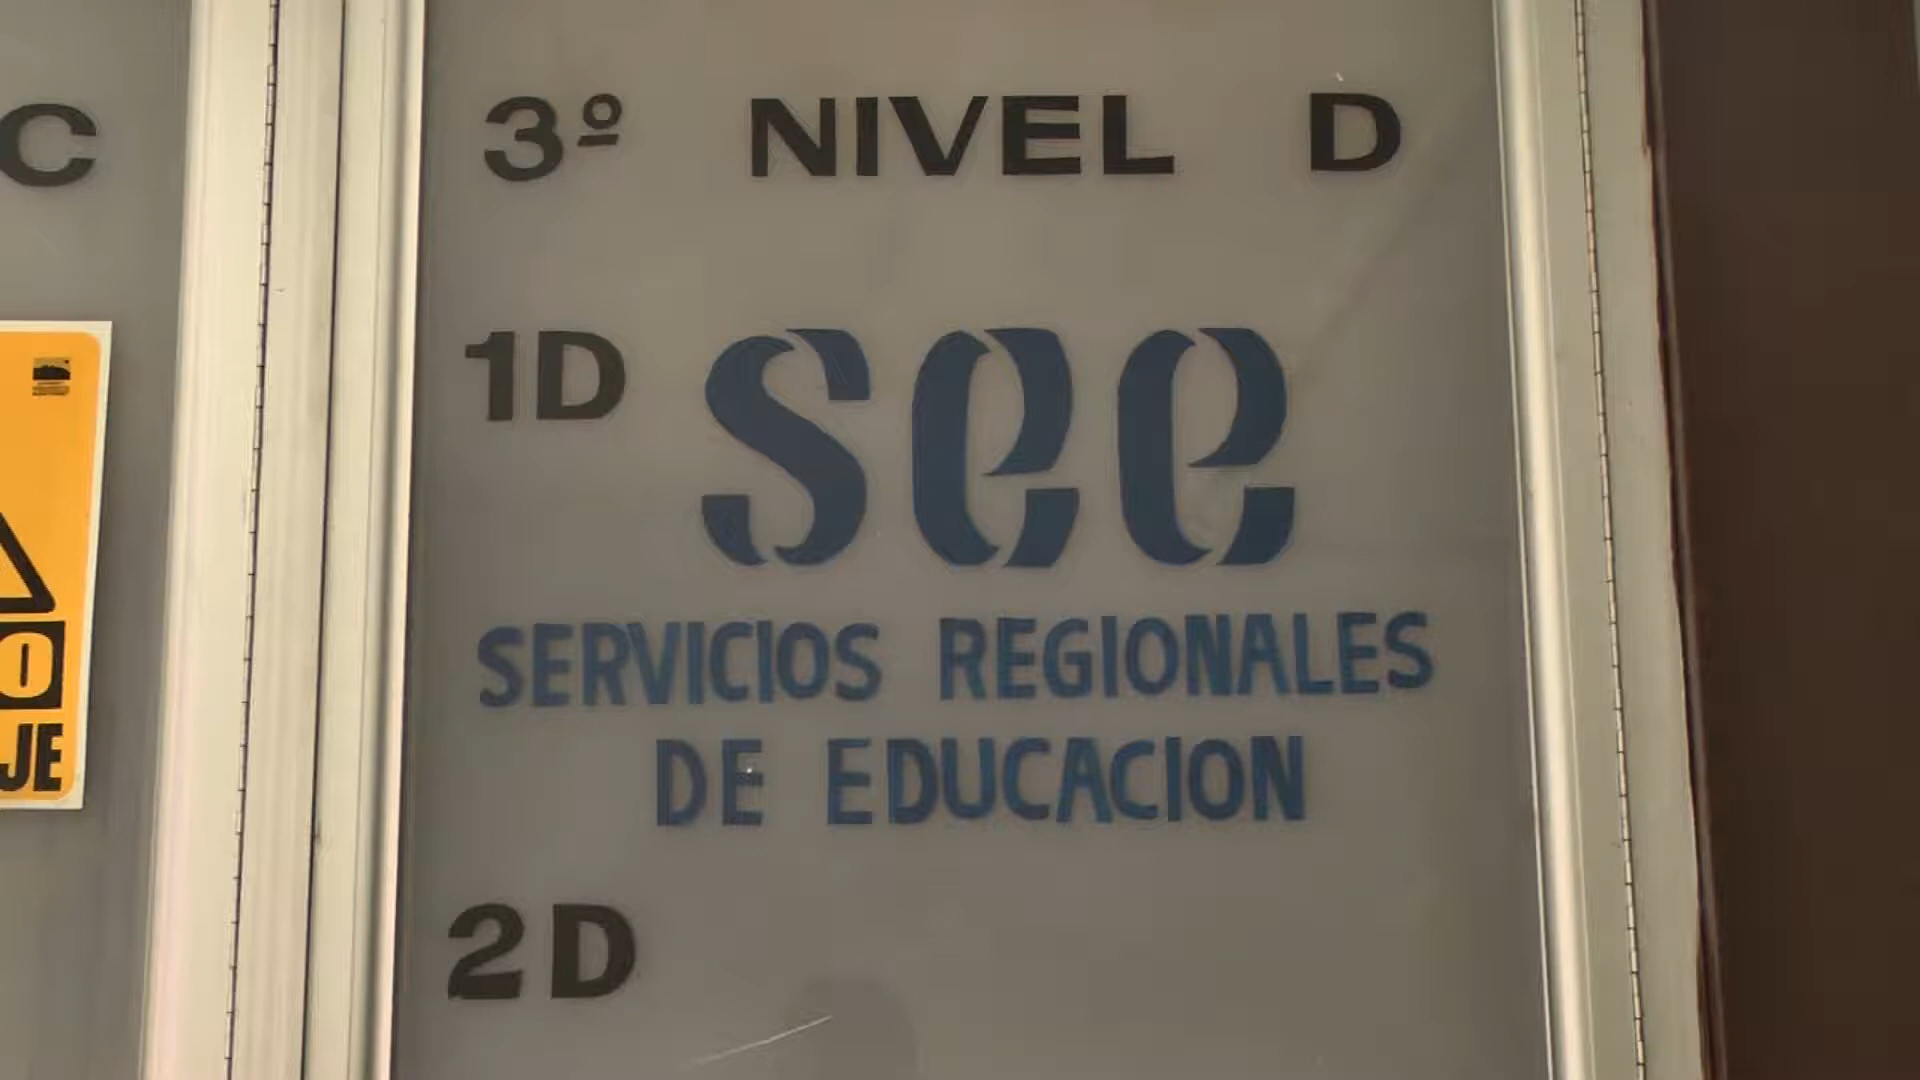 C
3º NIVEL D
1D see
SERVICIOS REGIONALES
DE EDUCACION
2D
O
JE